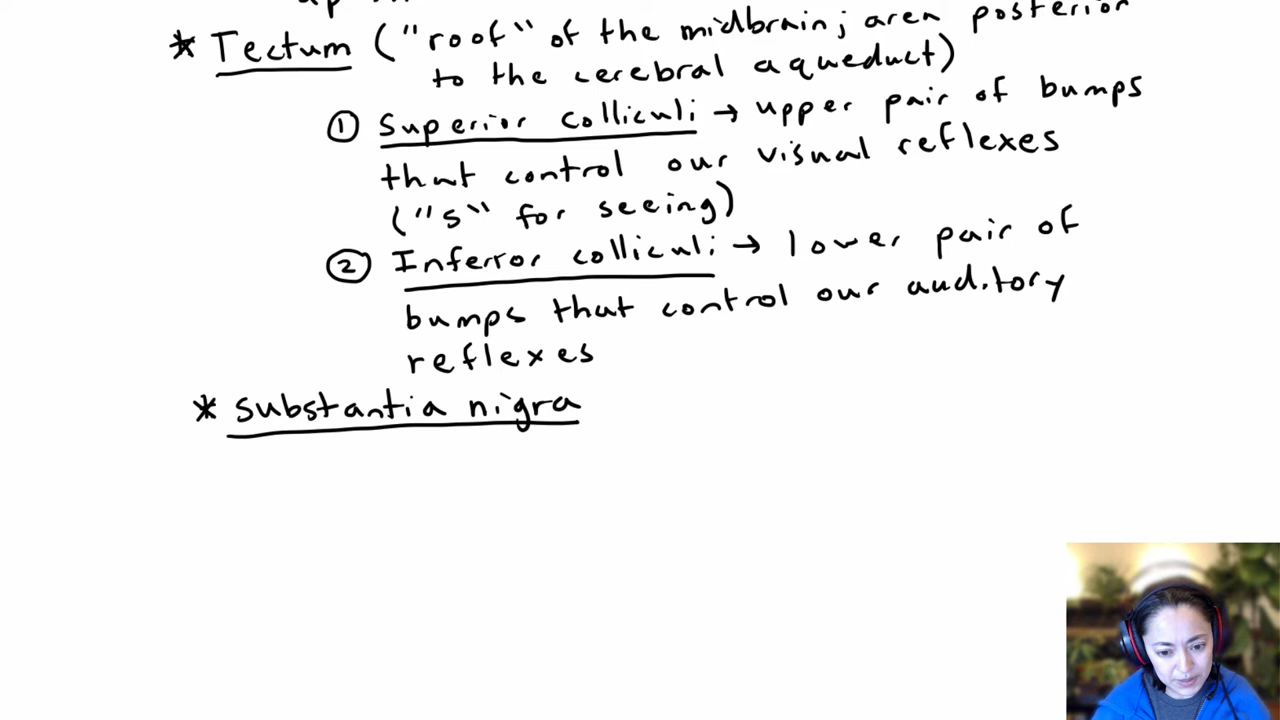 * Tectum ("roof" of the midbrain; area posterior
to the cerebral aqueduct)
① Superior colliculi → upper pair of bumps
that control our visual reflexes
("s" for seeing)
② Inferior colliculi → lower pair of
bumps that control our auditory
reflexes
* Substantia nigra